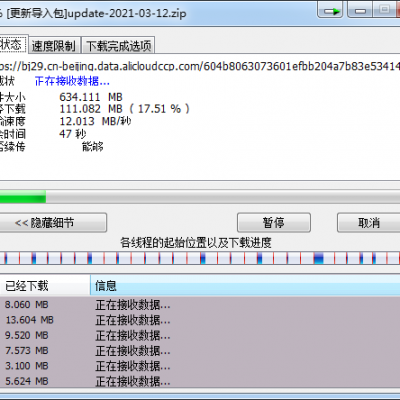 % [更新导入包]update-2021-03-12.zip
状态 速度限制 下载完成选项
ps://bj29.cn-beijing.data.alicloudccp.com/604b8063073601efbb204a7b83e53414
载状 正在接收数据...
件大小 634.111 MB
经下载 111.082 MB ( 17.51 % )
输速度 12.013 MB/秒
余时间 47 秒
否续传 能够
<< 隐藏细节 暂停 取消
各线程的起始位置以及下载进度
已经下载 信息
8.060 MB 正在接收数据...
13.604 MB 正在接收数据...
9.520 MB 正在接收数据...
7.573 MB 正在接收数据...
3.100 MB 正在接收数据...
5.624 MB 正在接收数据...